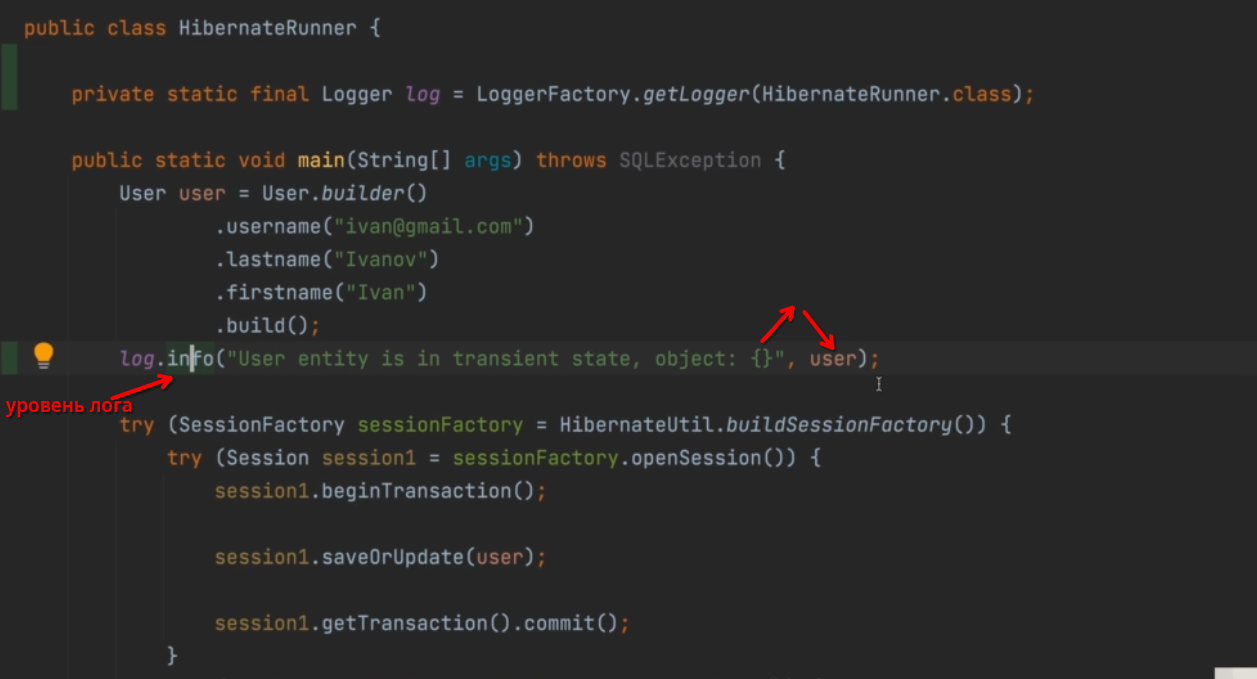 public class HibernateRunner {
private static final Logger log = LoggerFactory.getLogger(HibernateRunner.class);
public static void main(String[] args) throws SQLException {
User user = User.builder()
.username("ivan@gmail.com")
.lastname("Ivanov")
.firstname("Ivan")
.build();
log.info("User entity is in transient state, object: {}", user);
уровень лога
try (SessionFactory sessionFactory = HibernateUtil.buildSessionFactory()) {
try (Session session1 = sessionFactory.openSession()) {
session1.beginTransaction();
session1.saveOrUpdate(user);
session1.getTransaction().commit();
}